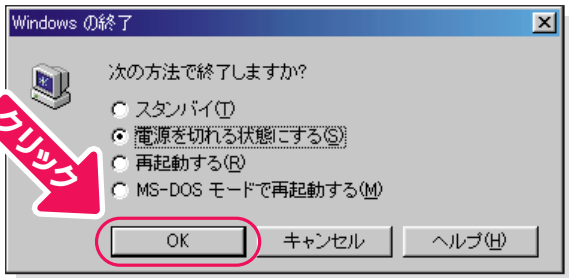 Windows の終了
次の方法で終了しますか?
スタンバイ(T)
電源を切れる状態にする(S)
再起動する(R)
MS-DOS モードで再起動する(M)
クリック
OK
キャンセル
ヘルプ(H)